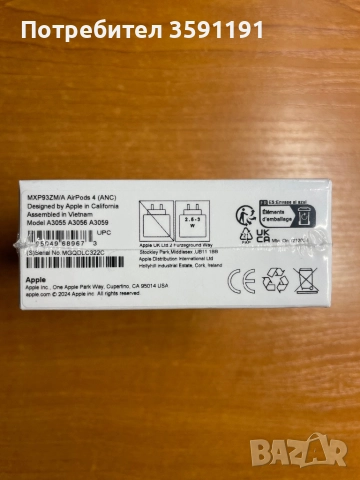 Потребител 3591191
MXP93ZM/A AirPods 4 (ANC)
Designed by Apple in California
Assembled in Vietnam
Model A3055 A3056 A3059
UPC
(S) Serial No. MGQDLC322C
Apple
Apple Inc., One Apple Park Way, Cupertino, CA 95014 USA
apple.com © 2024 Apple Inc. All rights reserved.
2.5-3
W
Apple UK Ltd 2 Furzeground Way
Stockley Park, Middlesex, UB11 1BB
Apple Distribution International Ltd
Hollyhill Industrial Estate, Cork, Ireland
Éléments
d'emballage
UK
CA
BAZAR
bg